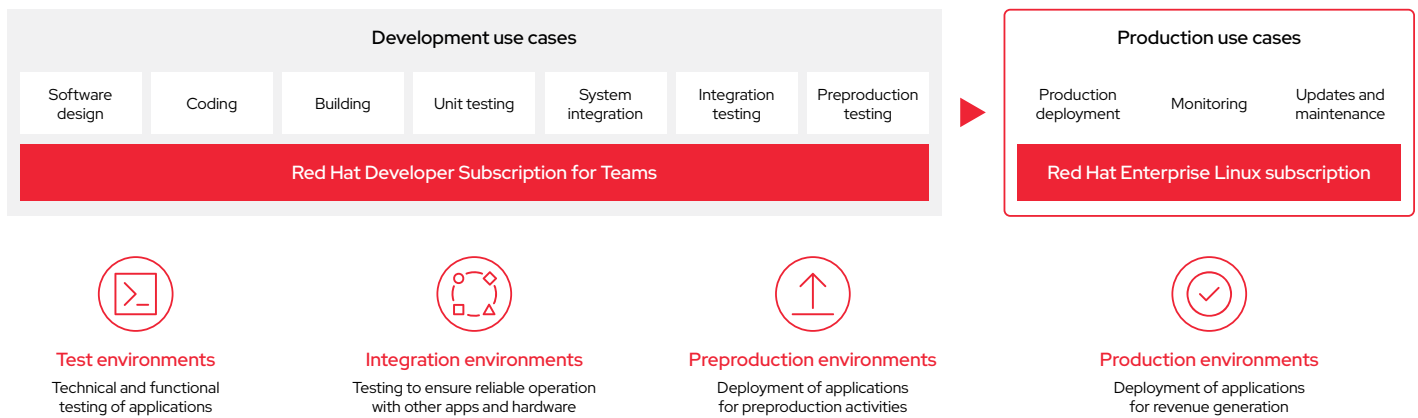 Development use cases
Software
design
Coding
Building
Unit testing
System
integration
Integration
testing
Preproduction
testing
Red Hat Developer Subscription for Teams
Production use cases
Production
deployment
Monitoring
Updates and
maintenance
Red Hat Enterprise Linux subscription
Test environments
Technical and functional
testing of applications
Integration environments
Testing to ensure reliable operation
with other apps and hardware
Preproduction environments
Deployment of applications
for preproduction activities
Production environments
Deployment of applications
for revenue generation